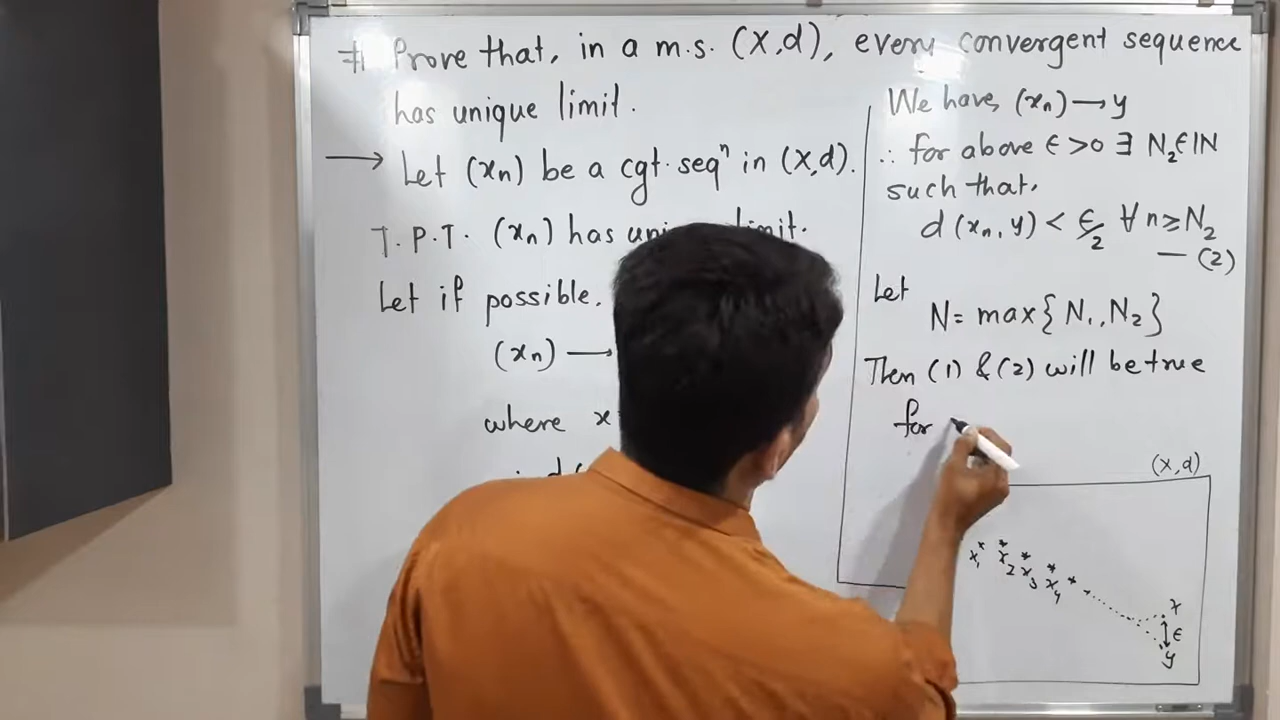 # Prove that, in a m.s. (X,d), every convergent sequence
has unique limit.
→ Let (xn) be a cgt. seqⁿ in (X,d).
T.P.T. (xn) has limit.
Let if possible.
(xn) →
where x
We have, (xn) → y
∴ for above ε > 0 ∃ N₂ ∈ ℕ
such that.
d(xn, y) < ε/2 ∀ n ≥ N₂
— (2)
Let
N = max{N₁, N₂}
Then (1) & (2) will be true
for
(X,d)
x₁ x₂ x₃ x₄
x
ε
y